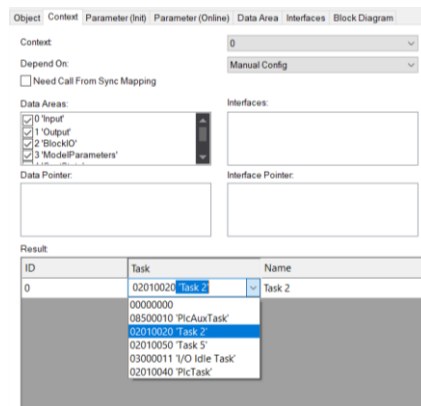 Object Context Parameter (Init) Parameter (Online) Data Area Interfaces Block Diagram
Context: 0
Depend On: Manual Config
Need Call From Sync Mapping
Data Areas:
Interfaces:
0 'Input'
1 'Output'
2 'BlockIO'
3 'ModelParameters'
Data Pointer:
Interface Pointer:
Result:
ID Task Name
0 02010020 'Task 2' Task 2
00000000
08500010 'PlcAuxTask'
02010020 'Task 2'
02010050 'Task 5'
03000011 'I/O Idle Task'
02010040 'PlcTask'